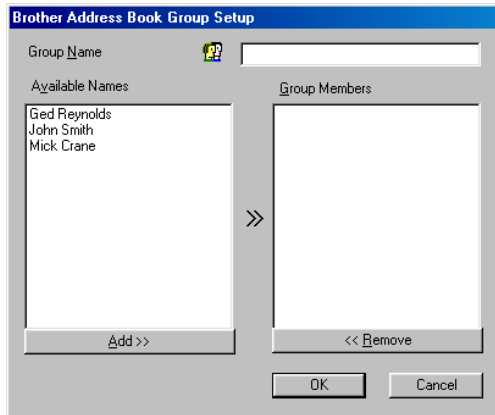 Brother Address Book Group Setup
Group Name
Available Names
Group Members
Ged Reynolds
John Smith
Mick Crane
Add >>
<< Remove
OK
Cancel